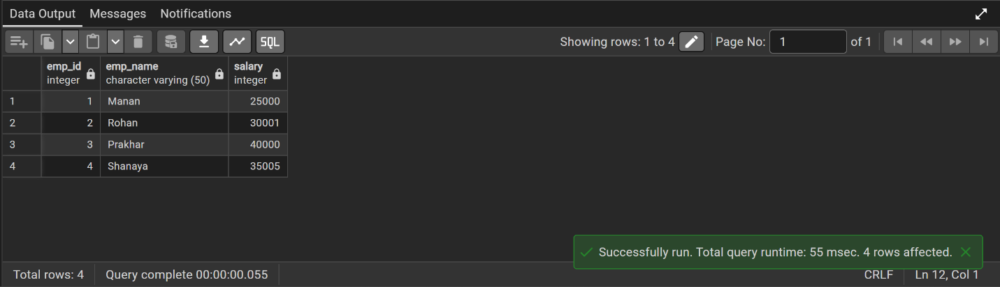 Data Output Messages Notifications
SQL Showing rows: 1 to 4 Page No: 1 of 1
emp_id emp_name salary
integer character varying (50) integer
1 1 Manan 25000
2 2 Rohan 30001
3 3 Prakhar 40000
4 4 Shanaya 35005
Successfully run. Total query runtime: 55 msec. 4 rows affected.
Total rows: 4 Query complete 00:00:00.055 CRLF Ln 12, Col 1